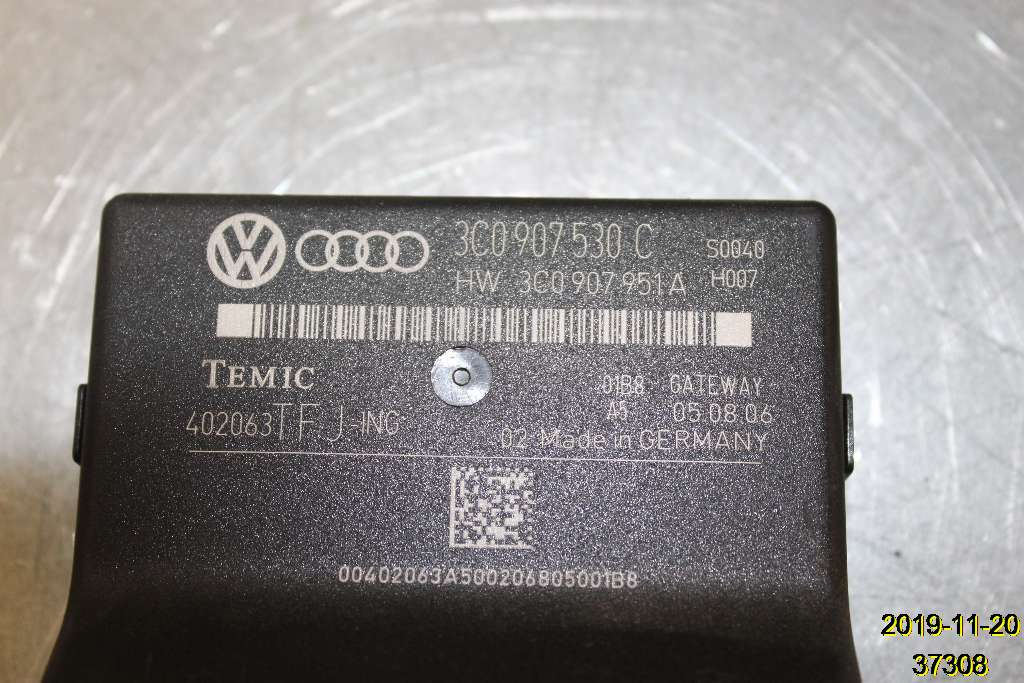 3C0 907 530 C S0040
HW 3C0 907 951 A H007
TEMIC 01B8 GATEWAY
402063TFJ-ING A5 05.08.06
02 Made in GERMANY
00402063A500206805001B8
2019-11-20
37308